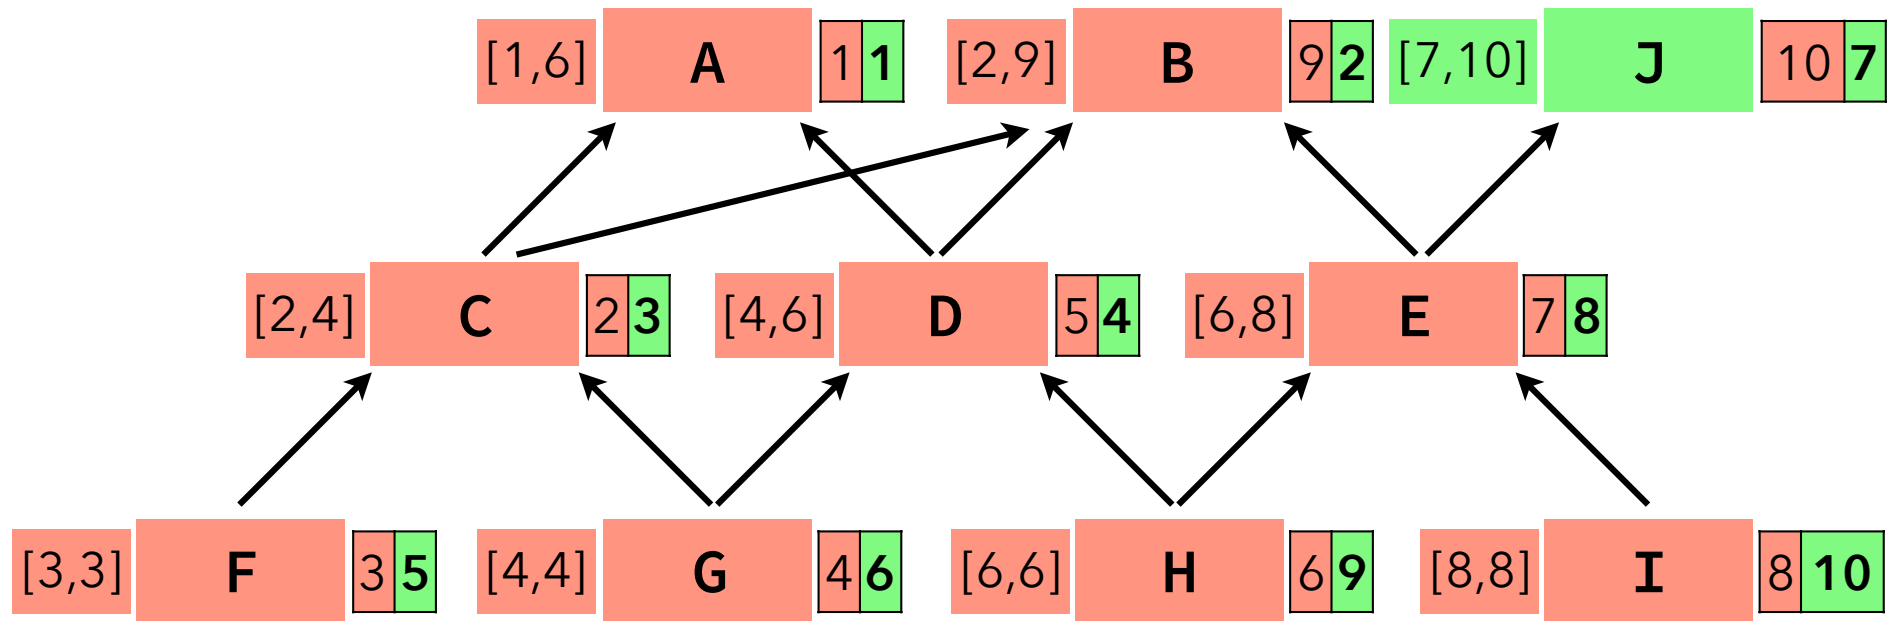 [1,6] A 1 1 [2,9] B 9 2 [7,10] J 10 7
[2,4] C 2 3 [4,6] D 5 4 [6,8] E 7 8
[3,3] F 3 5 [4,4] G 4 6 [6,6] H 6 9 [8,8] I 8 10